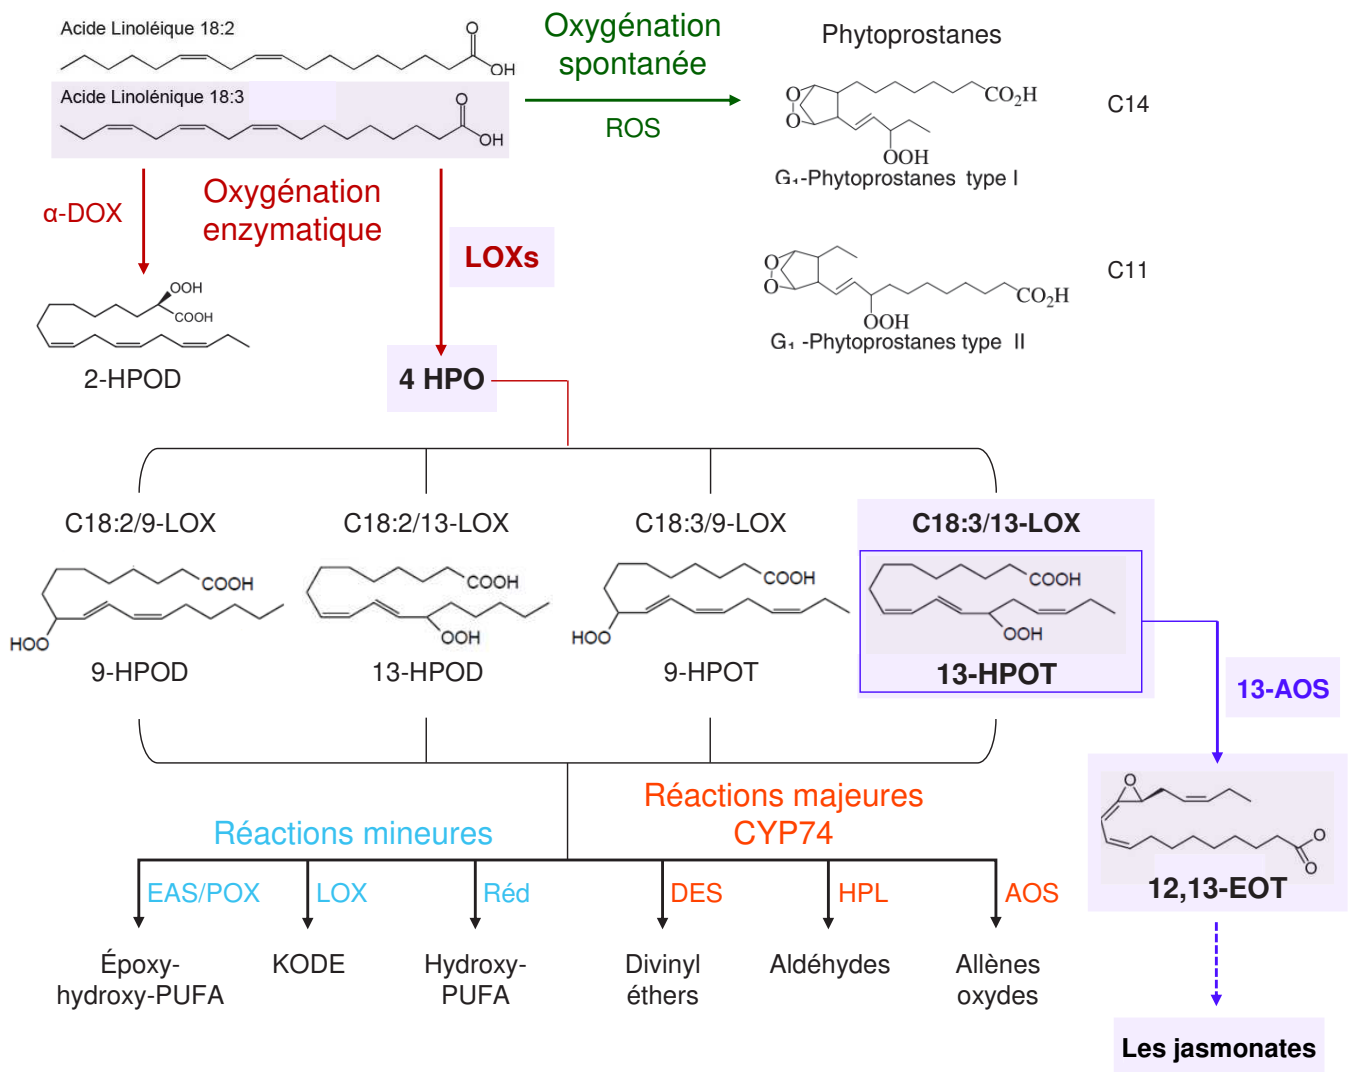 Acide Linoléique 18:2
O
OH
Acide Linolénique 18:3
O
OH
Oxygénation
spontanée
ROS
Phytoprostanes
O
O
CO2H
OOH
G1-Phytoprostanes type I
C14
O
O
CO2H
OOH
G1 -Phytoprostanes type II
C11
α-DOX
Oxygénation
enzymatique
LOXs
OOH
COOH
2-HPOD
4 HPO
C18:2/9-LOX
COOH
HOO
9-HPOD
C18:2/13-LOX
COOH
OOH
13-HPOD
C18:3/9-LOX
COOH
HOO
9-HPOT
C18:3/13-LOX
COOH
OOH
13-HPOT
13-AOS
O
O
O
12,13-EOT
Les jasmonates
Réactions mineures
Réactions majeures
CYP74
EAS/POX
LOX
Réd
DES
HPL
AOS
Époxy-
hydroxy-PUFA
KODE
Hydroxy-
PUFA
Divinyl
éthers
Aldéhydes
Allènes
oxydes